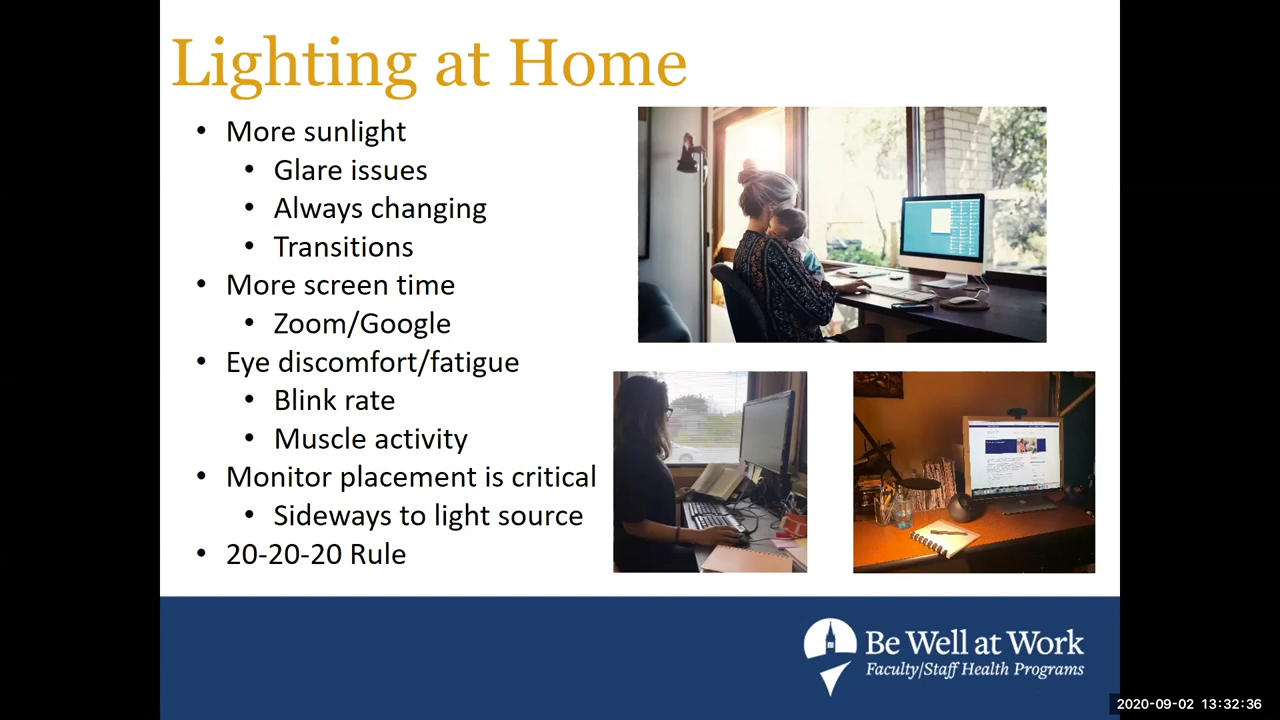 Lighting at Home
• More sunlight
• Glare issues
• Always changing
• Transitions
• More screen time
• Zoom/Google
• Eye discomfort/fatigue
• Blink rate
• Muscle activity
• Monitor placement is critical
• Sideways to light source
• 20-20-20 Rule
Be Well at Work
Faculty/Staff Health Programs
2020-09-02 13:32:36